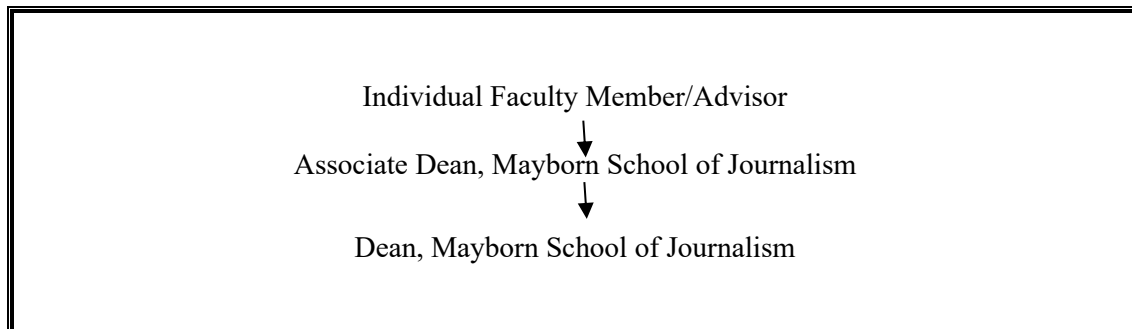 Individual Faculty Member/Advisor
Associate Dean, Mayborn School of Journalism
Dean, Mayborn School of Journalism